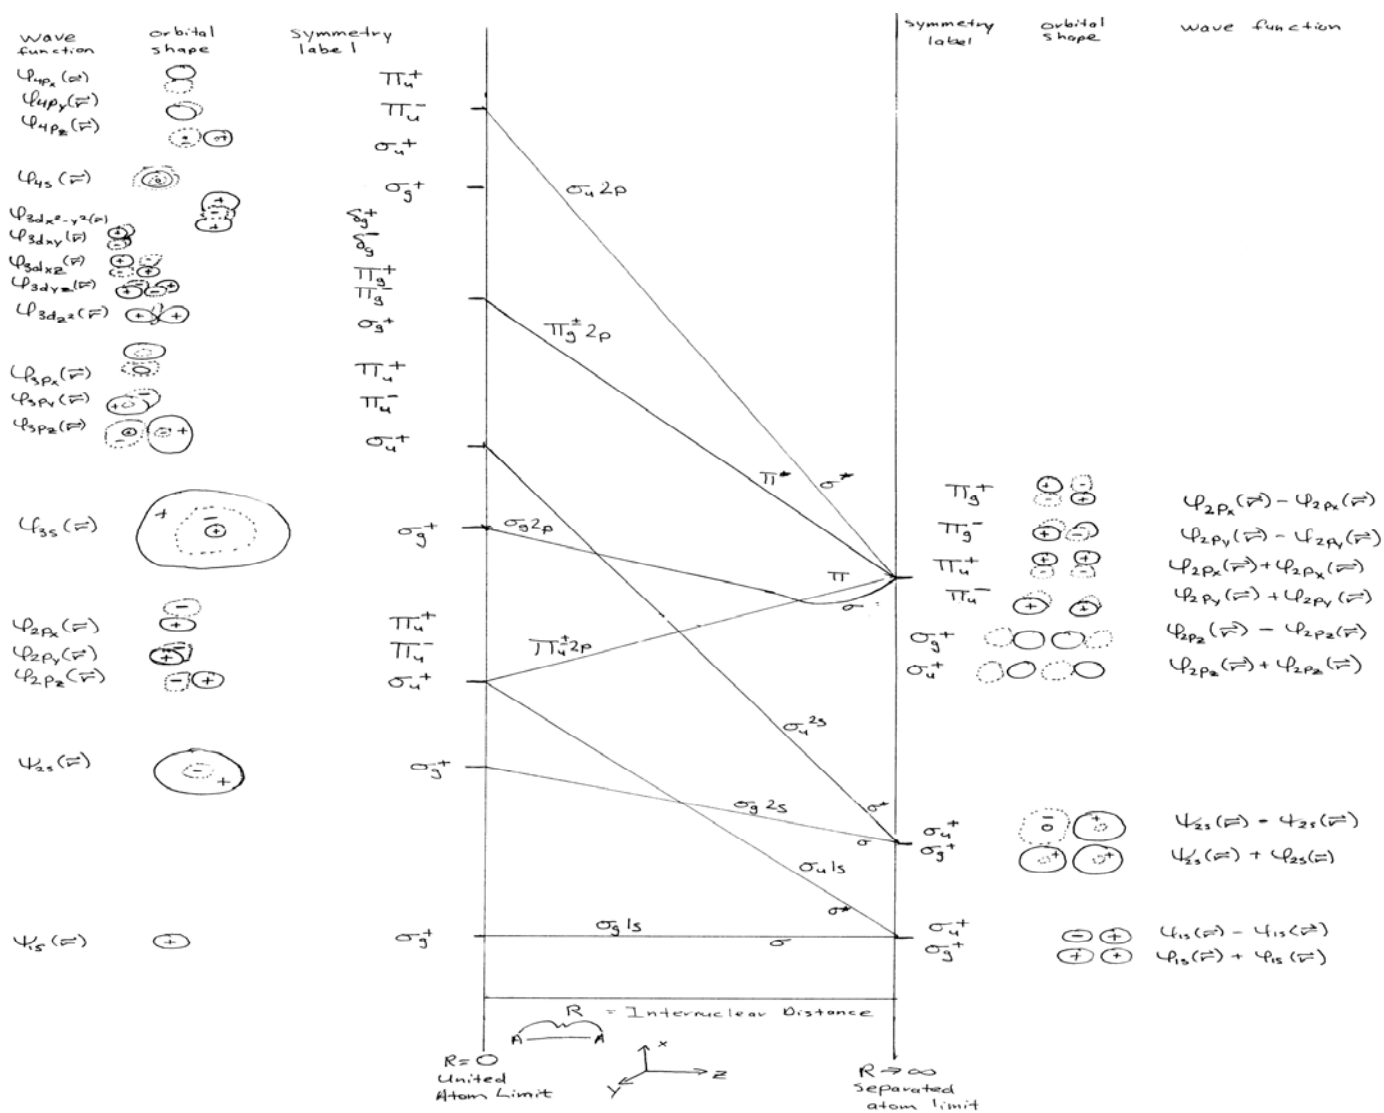 wave function
orbital shape
symmetry label
symmetry label
orbital shape
wave function
φ4px(r⃗) πu+
φ4py(r⃗) πu-
φ4pz(r⃗) - + σu+
φ4s(r⃗) σg+
φ3dx²-y²(r⃗) + - + δg+
φ3dxy(r⃗) + - δg-
φ3dxz(r⃗) + - - + πg+
φ3dyz(r⃗) + - - + πg-
φ3dz²(r⃗) + + σg+
φ3px(r⃗) πu+
φ3py(r⃗) + - πu-
φ3pz(r⃗) - + σu+
φ3s(r⃗) + - + σg+
φ2px(r⃗) - + πu+
φ2py(r⃗) - + πu-
φ2pz(r⃗) - + σu+
ψ2s(r⃗) - + σg+
ψ1s(r⃗) + σg+
σu 2p
πg± 2p
π*
σ*
σg 2p
π
σ
πu± 2p
σu 2s
σg 2s
σ*
σ
σu 1s
σ*
σg 1s
σ
πg+ + - - + φ2px(r⃗) - φ2px(r⃗)
πg- + - φ2py(r⃗) - φ2py(r⃗)
πu+ + + - - φ2px(r⃗) + φ2px(r⃗)
πu- + + φ2py(r⃗) + φ2py(r⃗)
σg+ φ2pz(r⃗) - φ2pz(r⃗)
σu+ φ2pz(r⃗) + φ2pz(r⃗)
σu+ - + ψ2s(r⃗) - ψ2s(r⃗)
σg+ + + ψ2s(r⃗) + φ2s(r⃗)
σu+ - + φ1s(r⃗) - φ1s(r⃗)
σg+ + + φ1s(r⃗) + φ1s(r⃗)
R = Internuclear Distance
A A
x
y
z
R=0
United
Atom Limit
R→∞
Separated
atom limit